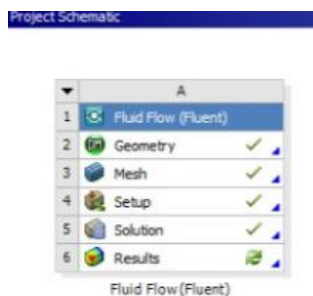 Project Schematic
A
1 Fluid Flow (Fluent)
2 Geometry
3 Mesh
4 Setup
5 Solution
6 Results
Fluid Flow (Fluent)